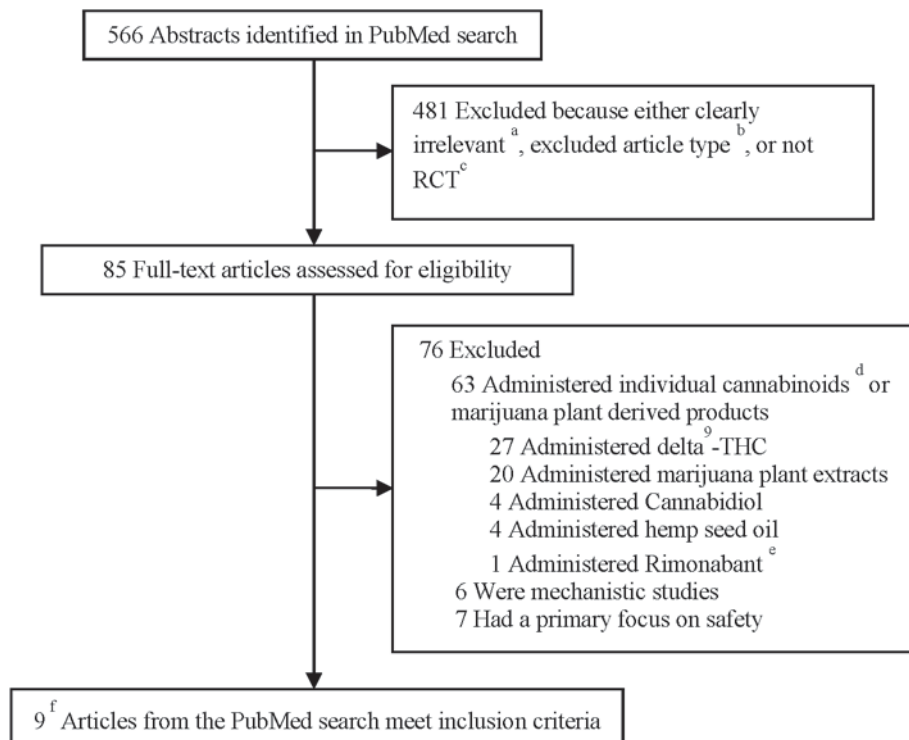 566 Abstracts identified in PubMed search
481 Excluded because either clearly
irrelevant a, excluded article type b, or not
RCT c
85 Full-text articles assessed for eligibility
76 Excluded
63 Administered individual cannabinoids d or
marijuana plant derived products
27 Administered delta 9-THC
20 Administered marijuana plant extracts
4 Administered Cannabidiol
4 Administered hemp seed oil
1 Administered Rimonabant e
6 Were mechanistic studies
7 Had a primary focus on safety
9 f Articles from the PubMed search meet inclusion criteria